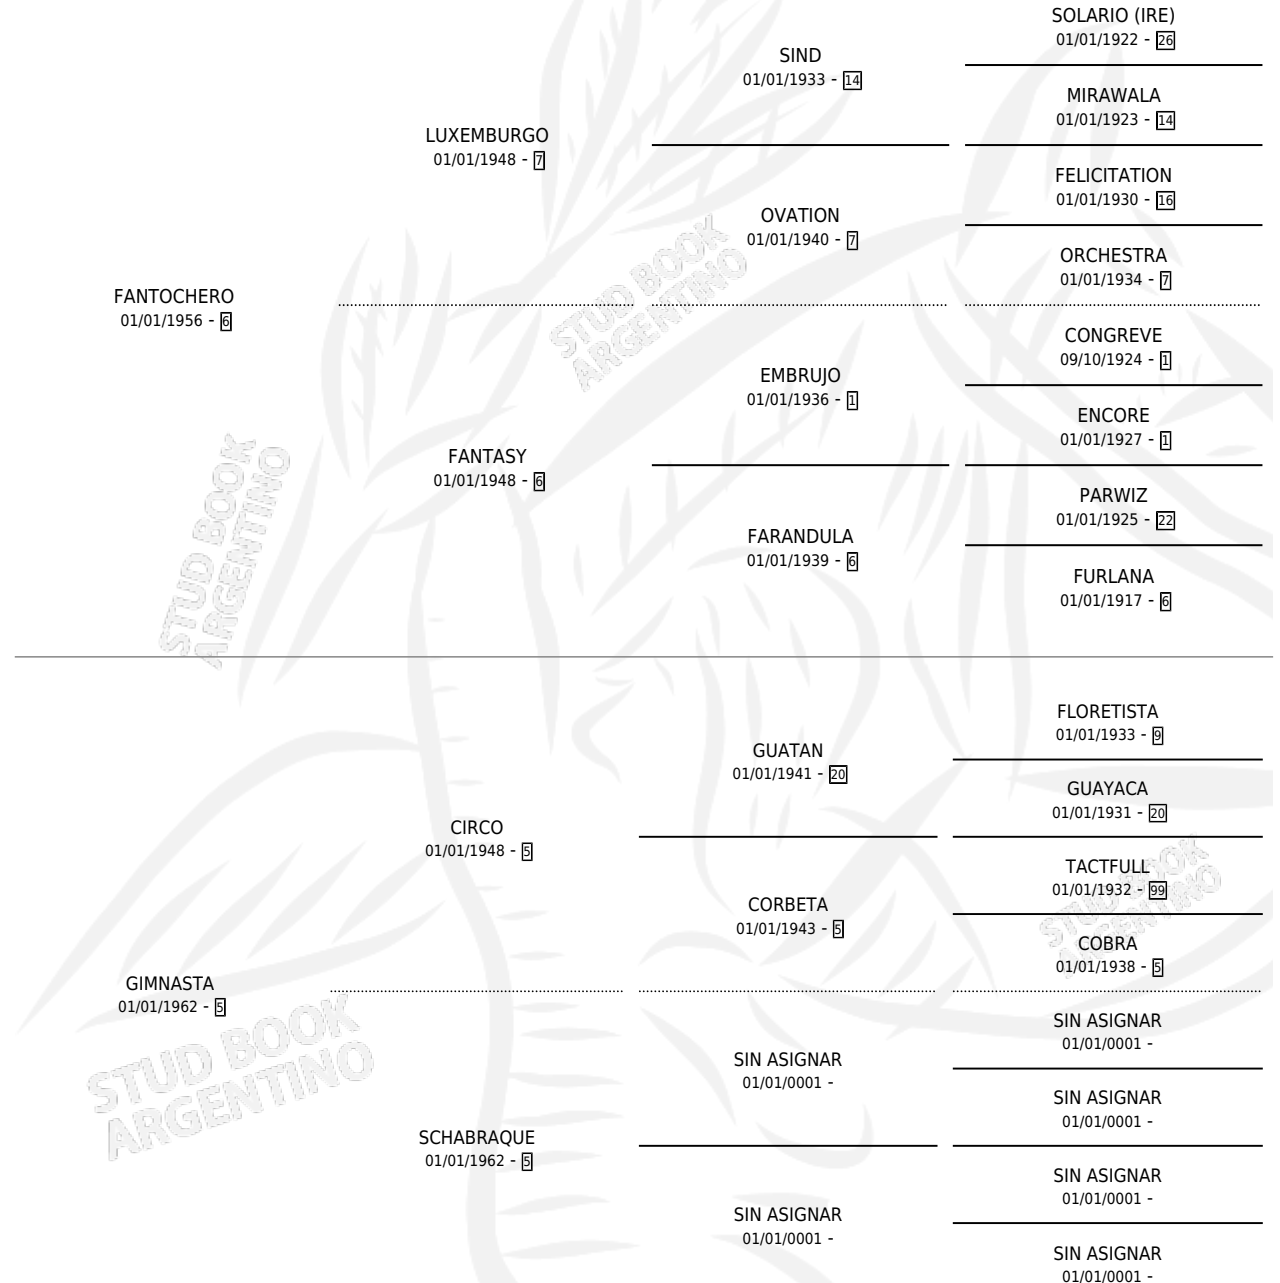 SOLARIO (IRE)
01/01/1922 - 26
SIND
01/01/1933 - 14
MIRAWALA
01/01/1923 - 14
LUXEMBURGO
01/01/1948 - 7
FELICITATION
01/01/1930 - 16
OVATION
01/01/1940 - 7
ORCHESTRA
01/01/1934 - 7
FANTOCHERO
01/01/1956 - 6
CONGREVE
09/10/1924 - 1
EMBRUJO
01/01/1936 - 1
ENCORE
01/01/1927 - 1
FANTASY
01/01/1948 - 6
PARWIZ
01/01/1925 - 22
FARANDULA
01/01/1939 - 6
FURLANA
01/01/1917 - 6
STUD BOOK
ARGENTINO
STUD BOOK
ARGENTINO
FLORETISTA
01/01/1933 - 9
GUATAN
01/01/1941 - 20
GUAYACA
01/01/1931 - 20
CIRCO
01/01/1948 - 5
TACTFULL
01/01/1932 - 99
CORBETA
01/01/1943 - 5
COBRA
01/01/1938 - 5
GIMNASTA
01/01/1962 - 5
SIN ASIGNAR
01/01/0001 -
SIN ASIGNAR
01/01/0001 -
SIN ASIGNAR
01/01/0001 -
SCHABRAQUE
01/01/1962 - 5
SIN ASIGNAR
01/01/0001 -
SIN ASIGNAR
01/01/0001 -
SIN ASIGNAR
01/01/0001 -
STUD BOOK
ARGENTINO
STUD BOOK
ARGENTINO